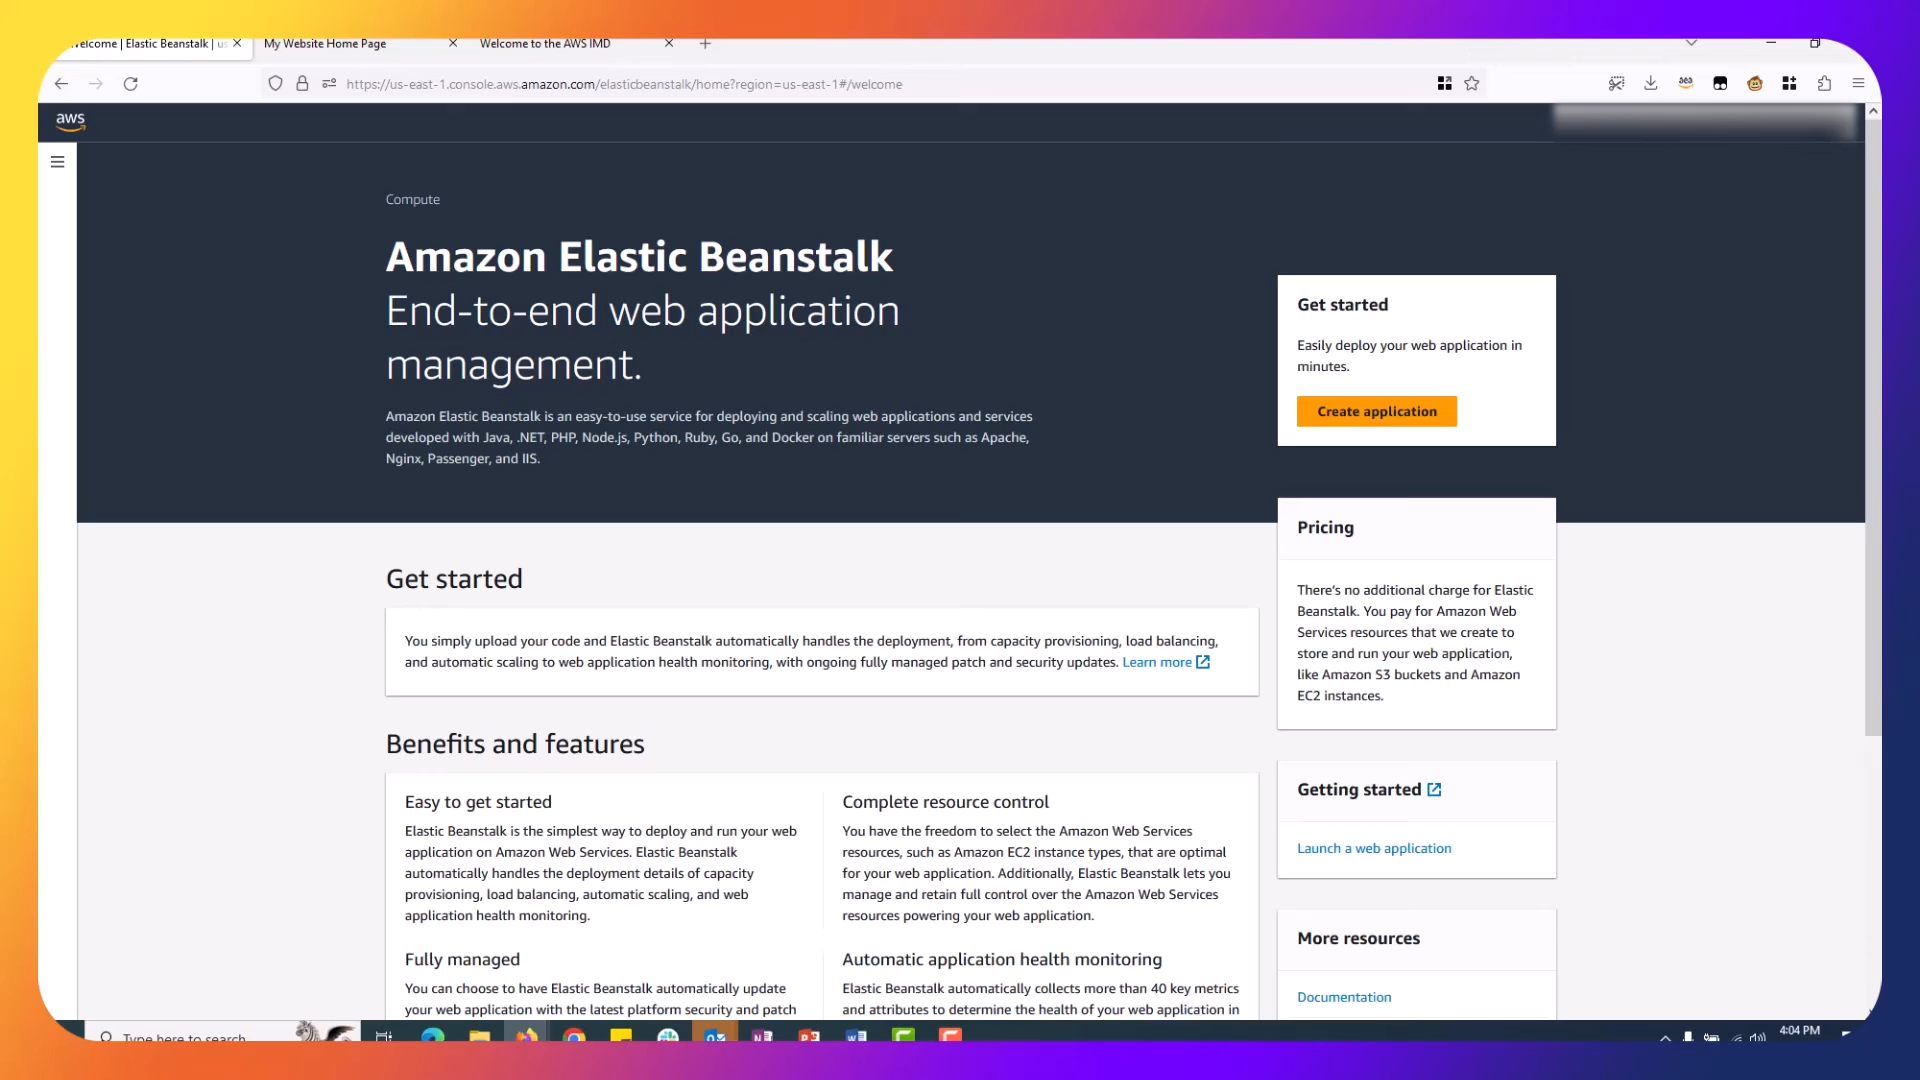 Welcome | Elastic Beanstalk | us
My Website Home Page
Welcome to the AWS IMD
https://us-east-1.console.aws.amazon.com/elasticbeanstalk/home?region=us-east-1#/welcome
aws
Compute
Amazon Elastic Beanstalk
End-to-end web application
management.
Amazon Elastic Beanstalk is an easy-to-use service for deploying and scaling web applications and services
developed with Java, .NET, PHP, Node.js, Python, Ruby, Go, and Docker on familiar servers such as Apache,
Nginx, Passenger, and IIS.
Get started
Easily deploy your web application in
minutes.
Create application
Pricing
There's no additional charge for Elastic
Beanstalk. You pay for Amazon Web
Services resources that we create to
store and run your web application,
like Amazon S3 buckets and Amazon
EC2 instances.
Get started
You simply upload your code and Elastic Beanstalk automatically handles the deployment, from capacity provisioning, load balancing,
and automatic scaling to web application health monitoring, with ongoing fully managed patch and security updates. Learn more
Benefits and features
Easy to get started
Elastic Beanstalk is the simplest way to deploy and run your web
application on Amazon Web Services. Elastic Beanstalk
automatically handles the deployment details of capacity
provisioning, load balancing, automatic scaling, and web
application health monitoring.
Complete resource control
You have the freedom to select the Amazon Web Services
resources, such as Amazon EC2 instance types, that are optimal
for your web application. Additionally, Elastic Beanstalk lets you
manage and retain full control over the Amazon Web Services
resources powering your web application.
Fully managed
You can choose to have Elastic Beanstalk automatically update
your web application with the latest platform security and patch
Automatic application health monitoring
Elastic Beanstalk automatically collects more than 40 key metrics
and attributes to determine the health of your web application in
Getting started
Launch a web application
More resources
Documentation
Type here to search
4:04 PM